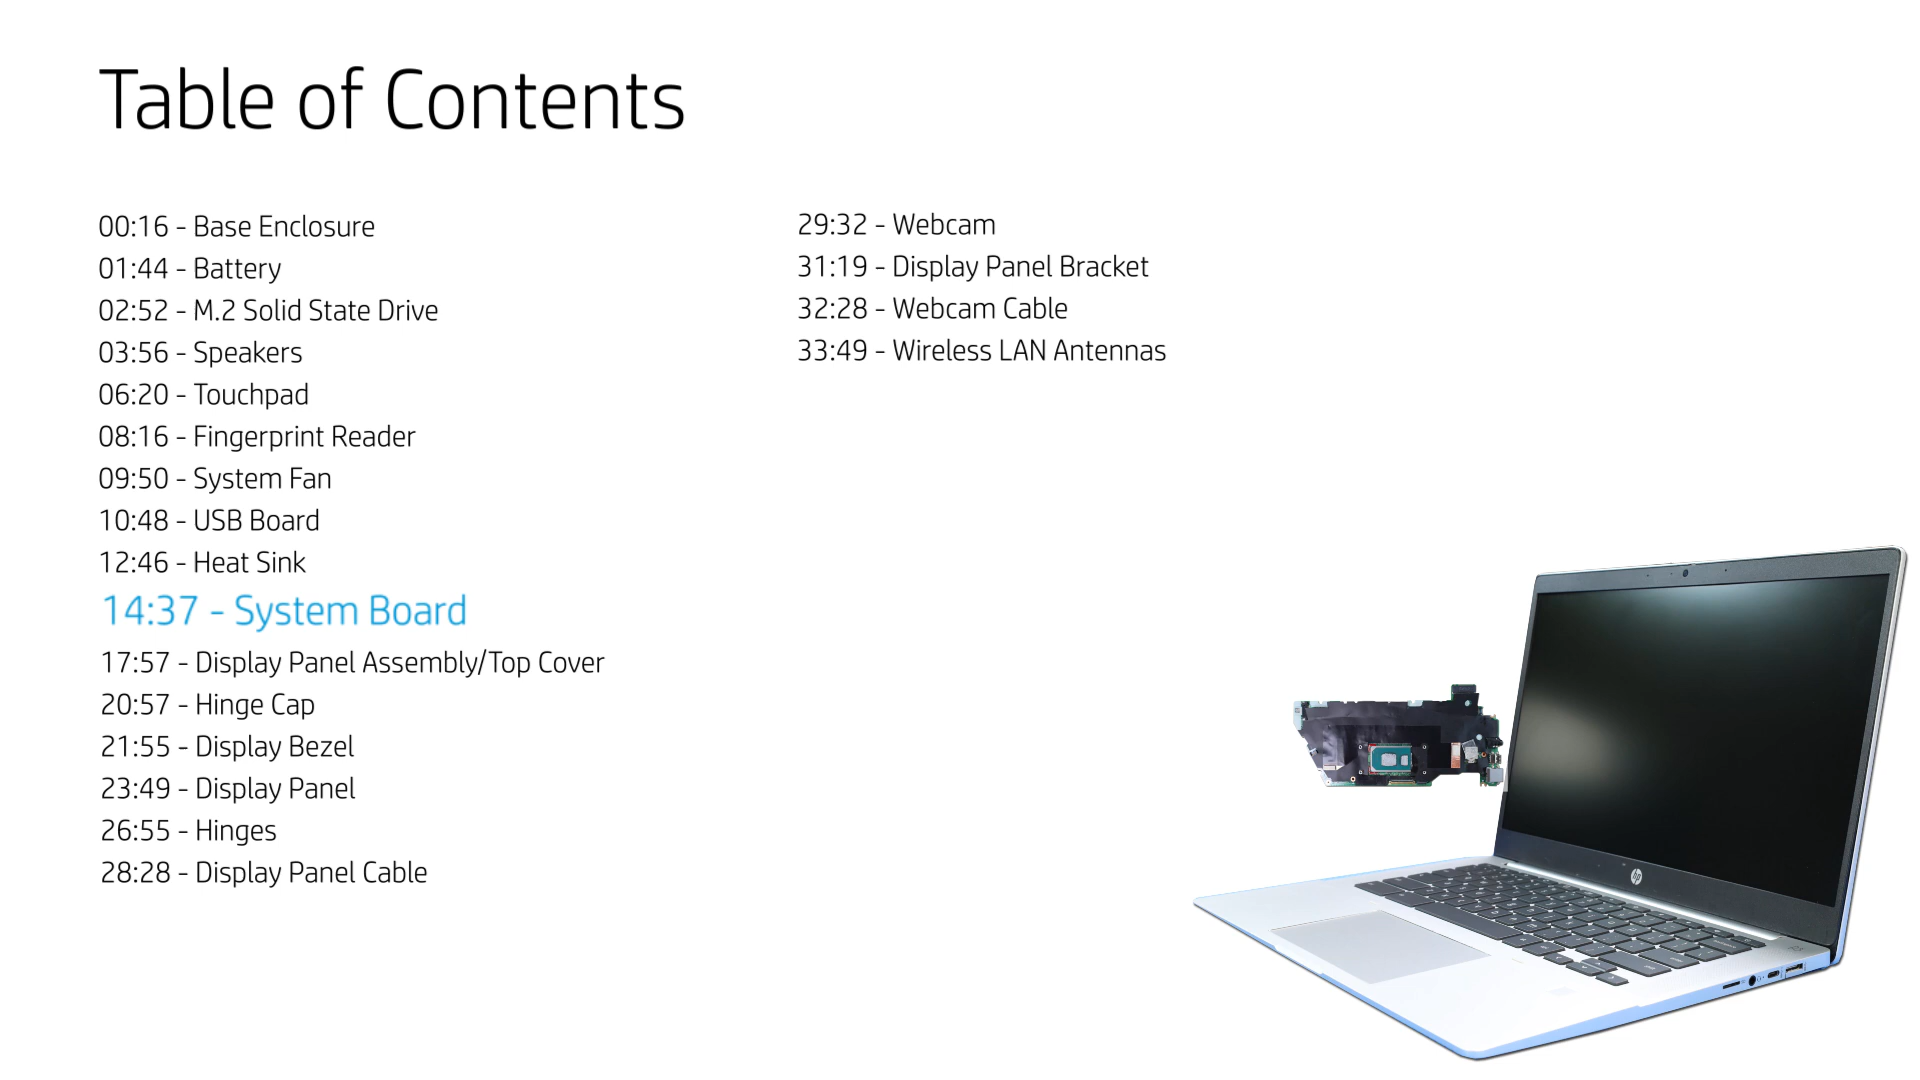 Table of Contents
00:16 - Base Enclosure
01:44 - Battery
02:52 - M.2 Solid State Drive
03:56 - Speakers
06:20 - Touchpad
08:16 - Fingerprint Reader
09:50 - System Fan
10:48 - USB Board
12:46 - Heat Sink
14:37 - System Board
17:57 - Display Panel Assembly/Top Cover
20:57 - Hinge Cap
21:55 - Display Bezel
23:49 - Display Panel
26:55 - Hinges
28:28 - Display Panel Cable
29:32 - Webcam
31:19 - Display Panel Bracket
32:28 - Webcam Cable
33:49 - Wireless LAN Antennas
hp